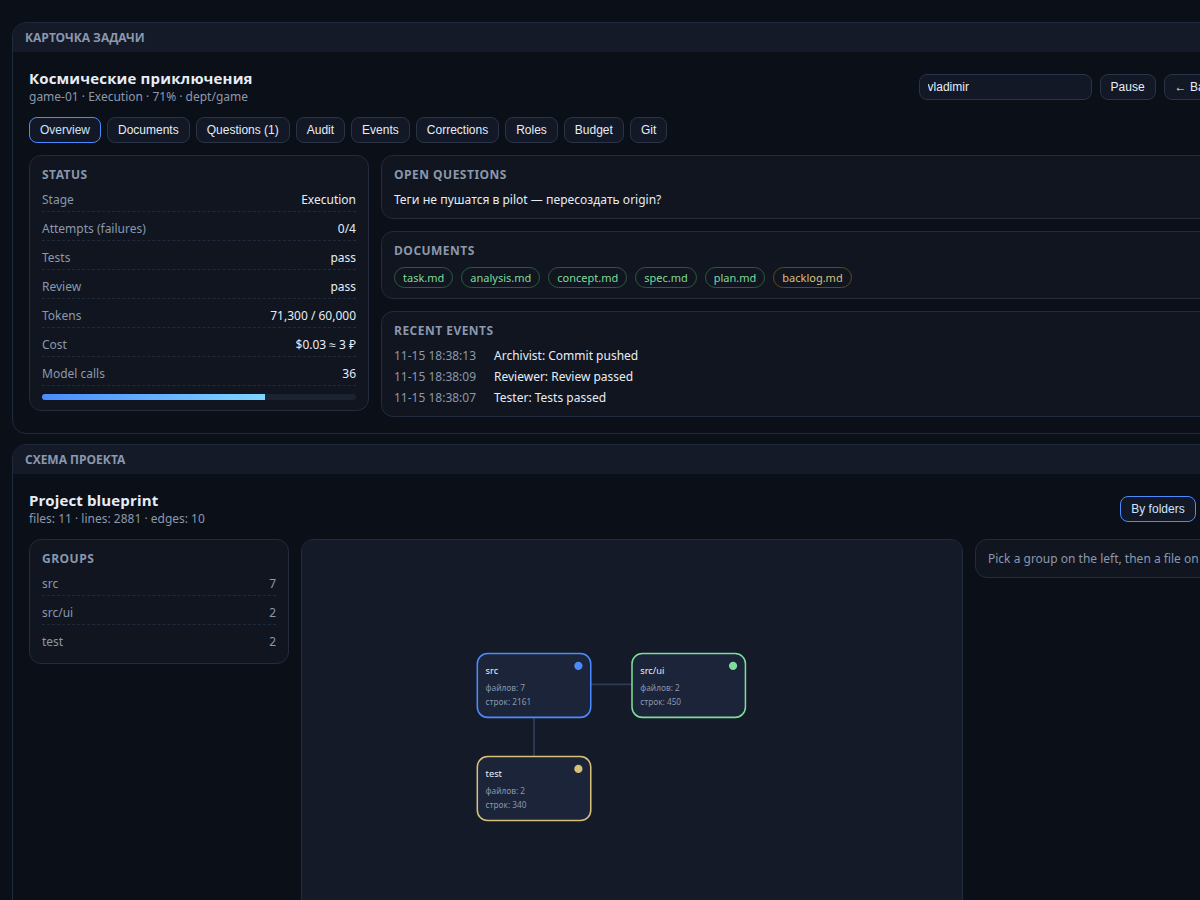 КАРТОЧКА ЗАДАЧИ
Космические приключения
game-01 · Execution · 71% · dept/game
vladimir
Pause
← Ba
Overview
Documents
Questions (1)
Audit
Events
Corrections
Roles
Budget
Git
STATUS
Stage Execution
Attempts (failures) 0/4
Tests pass
Review pass
Tokens 71,300 / 60,000
Cost $0.03 ≈ 3 ₽
Model calls 36
OPEN QUESTIONS
Теги не пушатся в pilot — пересоздать origin?
DOCUMENTS
task.md analysis.md concept.md spec.md plan.md backlog.md
RECENT EVENTS
11-15 18:38:13 Archivist: Commit pushed
11-15 18:38:09 Reviewer: Review passed
11-15 18:38:07 Tester: Tests passed
СХЕМА ПРОЕКТА
Project blueprint
files: 11 · lines: 2881 · edges: 10
By folders
GROUPS
src 7
src/ui 2
test 2
src
файлов: 7
строк: 2161
src/ui
файлов: 2
строк: 450
test
файлов: 2
строк: 340
Pick a group on the left, then a file on